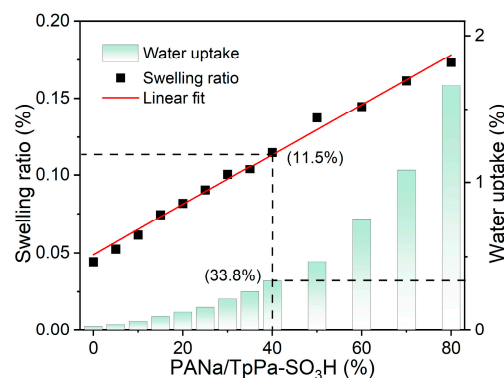 0.20
0.15
0.10
0.05
0.00
Swelling ratio (%)
Water uptake
Swelling ratio
Linear fit
(11.5%)
(33.8%)
2
1
0
Water uptake (%)
0 20 40 60 80
PANa/TpPa-SO₃H (%)